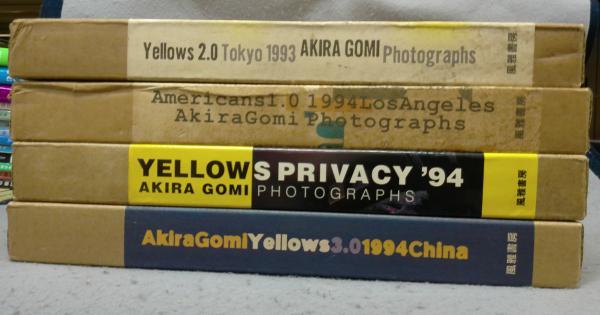 Yellows 2.0 Tokyo 1993 AKIRA GOMI Photographs
風雅書房
Americans1.0 1994LosAngeles
AkiraGomi Photographs
風雅書房
YELLOWS PRIVACY '94
AKIRA GOMI PHOTOGRAPHS
風雅書房
AkiraGomiYellows3.01994China
風雅書房